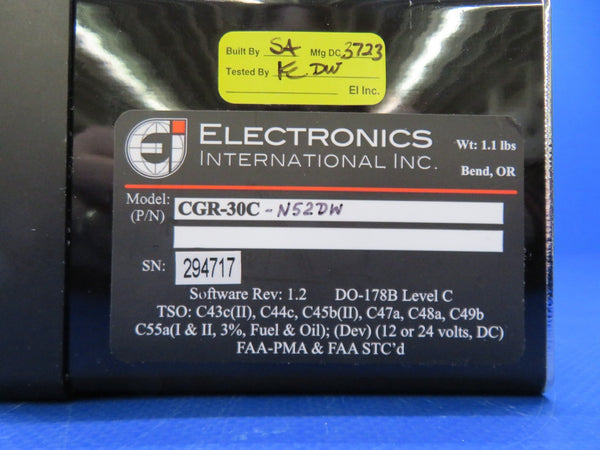 Built By SA Mfg DC 3723
Tested By KE DW
EI Inc.
ei
ELECTRONICS
INTERNATIONAL INC.
Wt: 1.1 lbs
Bend, OR
Model: (P/N) CGR-30C -N52DW
SN: 294717
Software Rev: 1.2 DO-178B Level C
TSO: C43c(II), C44c, C45b(II), C47a, C48a, C49b
C55a(I & II, 3%, Fuel & Oil); (Dev) (12 or 24 volts, DC)
FAA-PMA & FAA STC'd